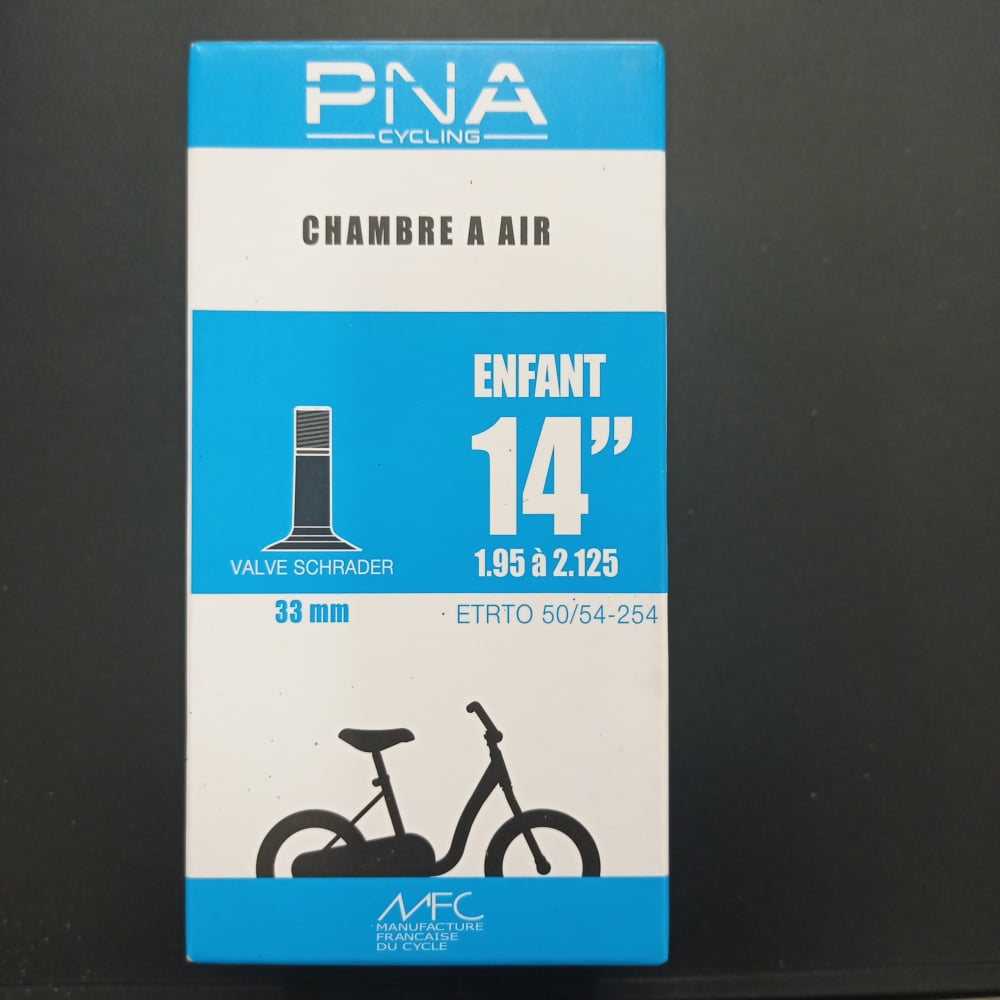 PNA
CYCLING
CHAMBRE A AIR
ENFANT
14”
1.95 à 2.125
VALVE SCHRADER
33 mm
ETRTO 50/54-254
MFC
MANUFACTURE
FRANCAISE
DU CYCLE